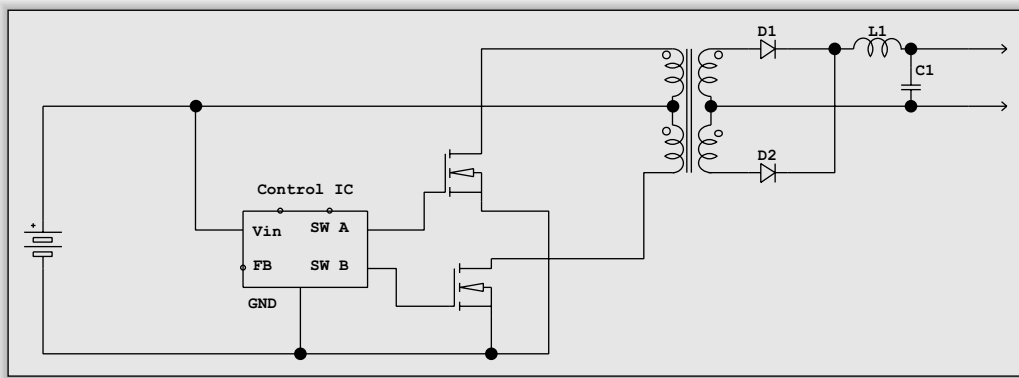 D1
L1
C1
D2
Control IC
+
Vin
SW A
FB
SW B
GND